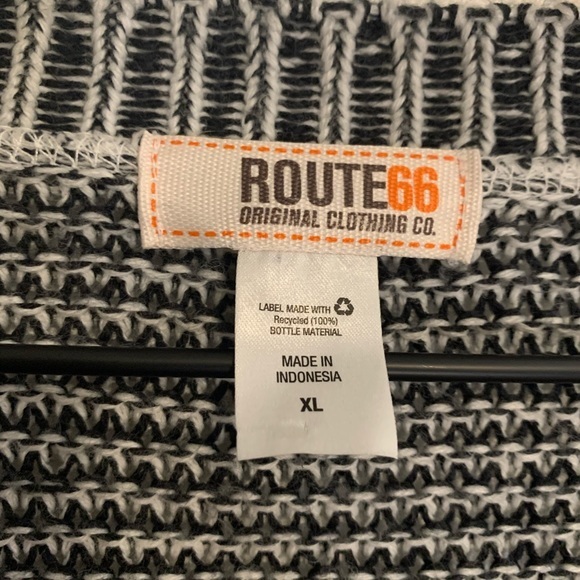 ROUTE66
ORIGINAL CLOTHING CO.
LABEL MADE WITH
Recycled (100%)
BOTTLE MATERIAL
MADE IN
INDONESIA
XL